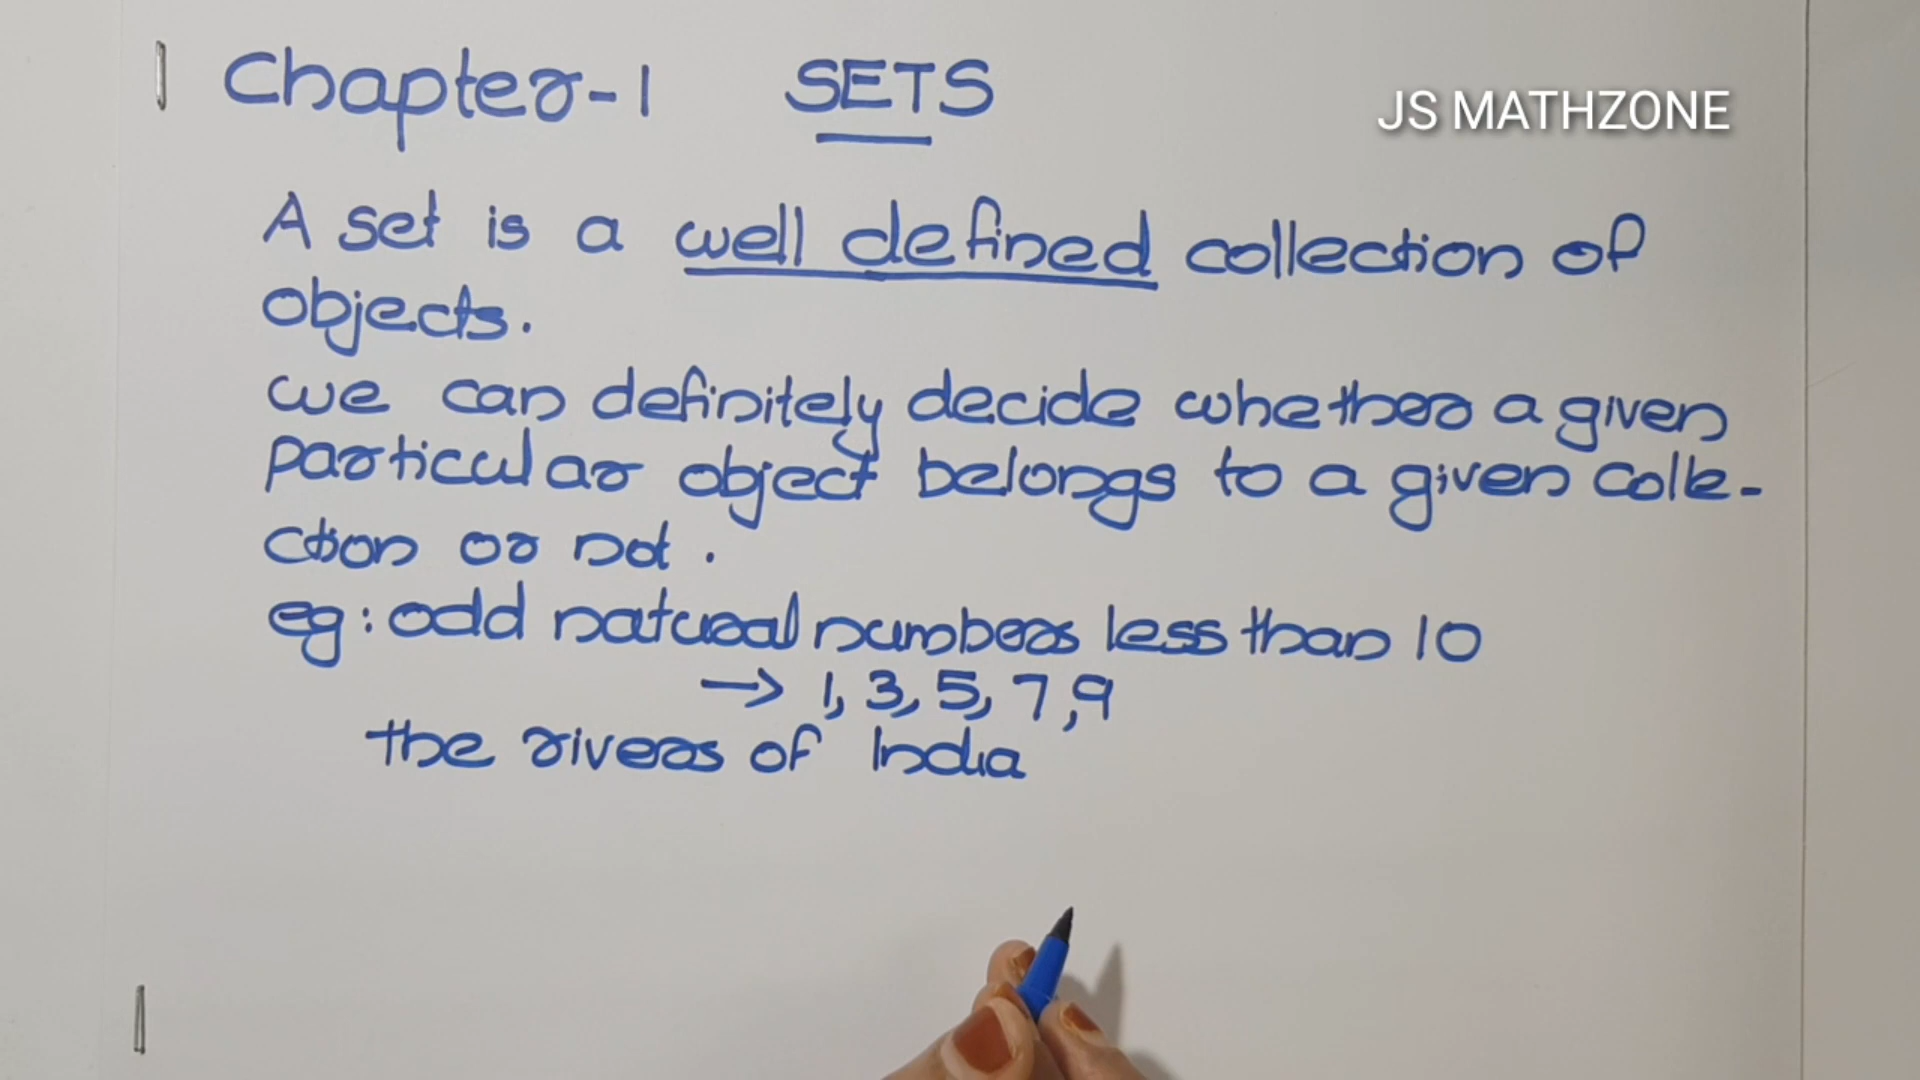 Chapter-1 SETS
JS MATHZONE
A set is a well defined collection of
objects.
we can definitely decide whether a given
particular object belongs to a given colle-
ction or not.
eg: odd natural numbers less than 10
→ 1, 3, 5, 7, 9
the rivers of India